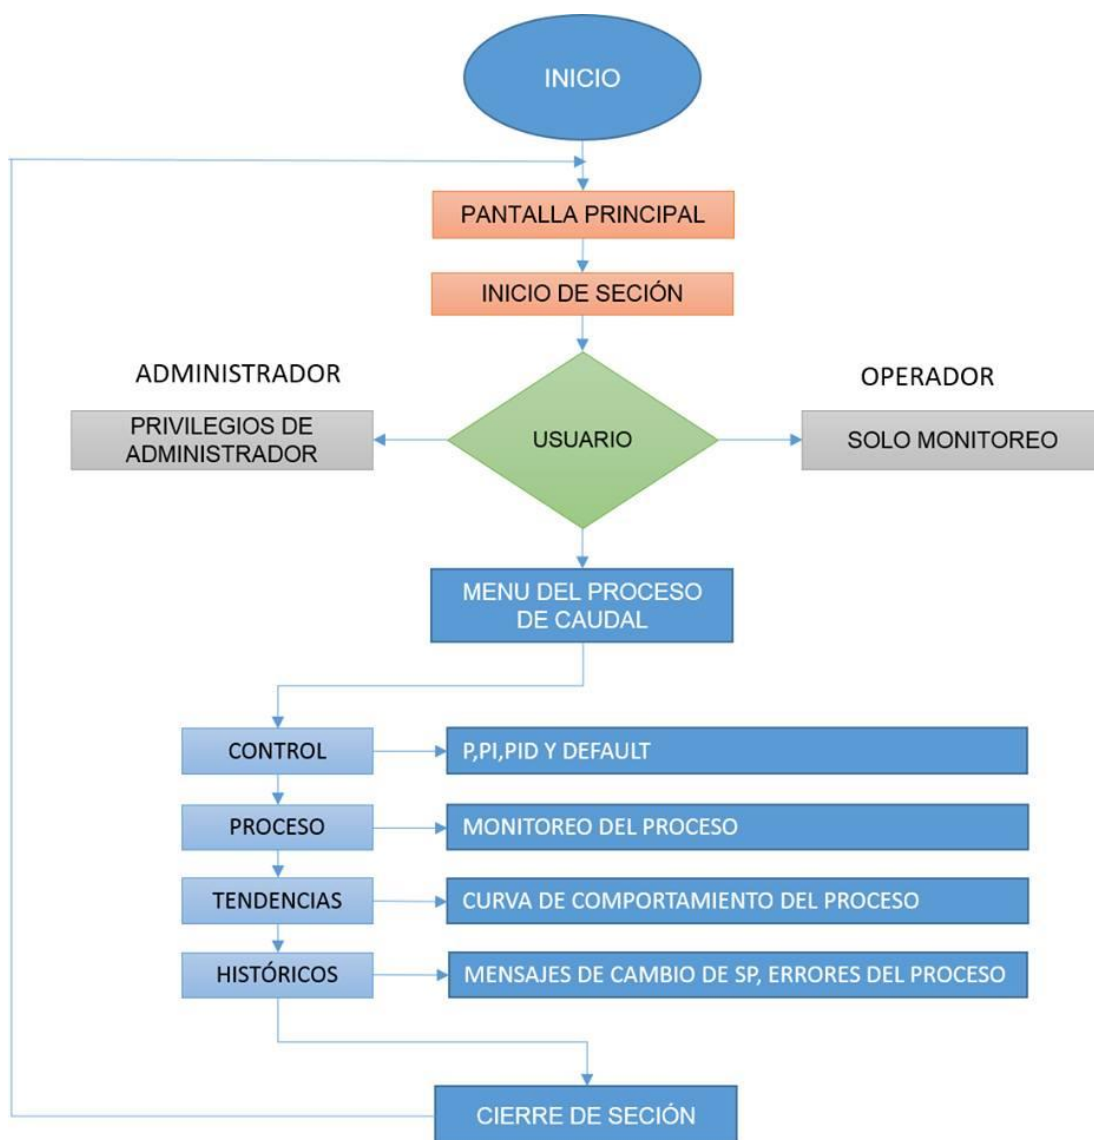 INICIO
PANTALLA PRINCIPAL
INICIO DE SECIÓN
ADMINISTRADOR
OPERADOR
PRIVILEGIOS DE
ADMINISTRADOR
USUARIO
SOLO MONITOREO
MENU DEL PROCESO
DE CAUDAL
CONTROL
P,PI,PID Y DEFAULT
PROCESO
MONITOREO DEL PROCESO
TENDENCIAS
CURVA DE COMPORTAMIENTO DEL PROCESO
HISTÓRICOS
MENSAJES DE CAMBIO DE SP, ERRORES DEL PROCESO
CIERRE DE SECIÓN